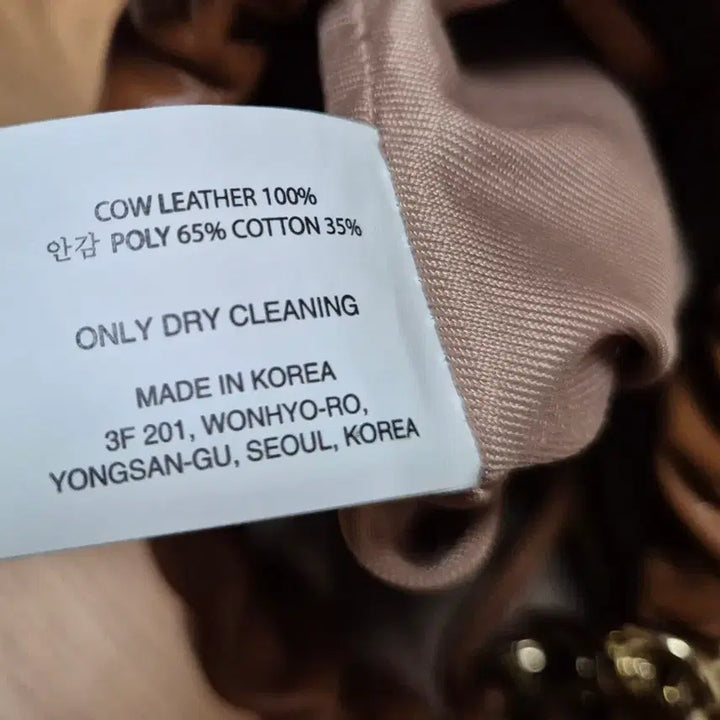 COW LEATHER 100%
안감 POLY 65% COTTON 35%
ONLY DRY CLEANING
MADE IN KOREA
3F 201, WONHYO-RO,
YONGSAN-GU, SEOUL, KOREA